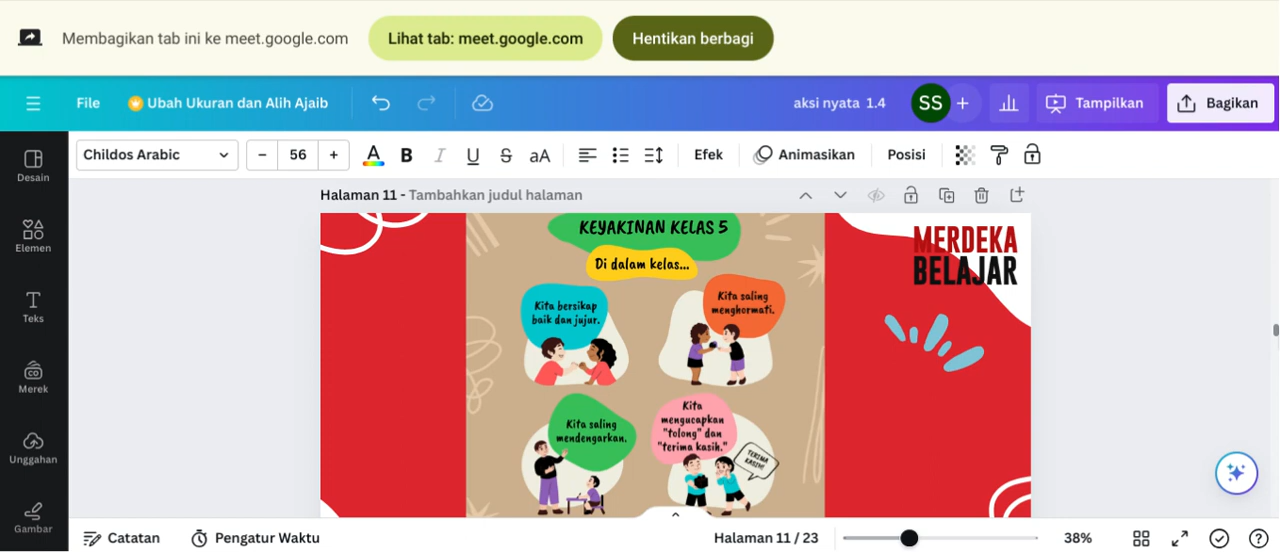 Membagikan tab ini ke meet.google.com
Lihat tab: meet.google.com
Hentikan berbagi
File
Ubah Ukuran dan Alih Ajaib
aksi nyata 1.4
SS
+
Tampilkan
Bagikan
Desain
Elemen
Teks
Merek
Unggahan
Gambar
Childos Arabic
- 56 +
A
B
I
U
S
aA
Efek
Animasikan
Posisi
Halaman 11 - Tambahkan judul halaman
KEYAKINAN KELAS 5
Di dalam kelas...
MERDEKA
BELAJAR
Kita bersikap
baik dan jujur.
Kita saling
menghormati.
Kita saling
mendengarkan.
Kita
mengucapkan
"tolong" dan
"terima kasih."
TERIMA
KASIH!
Catatan
Pengatur Waktu
Halaman 11 / 23
38%